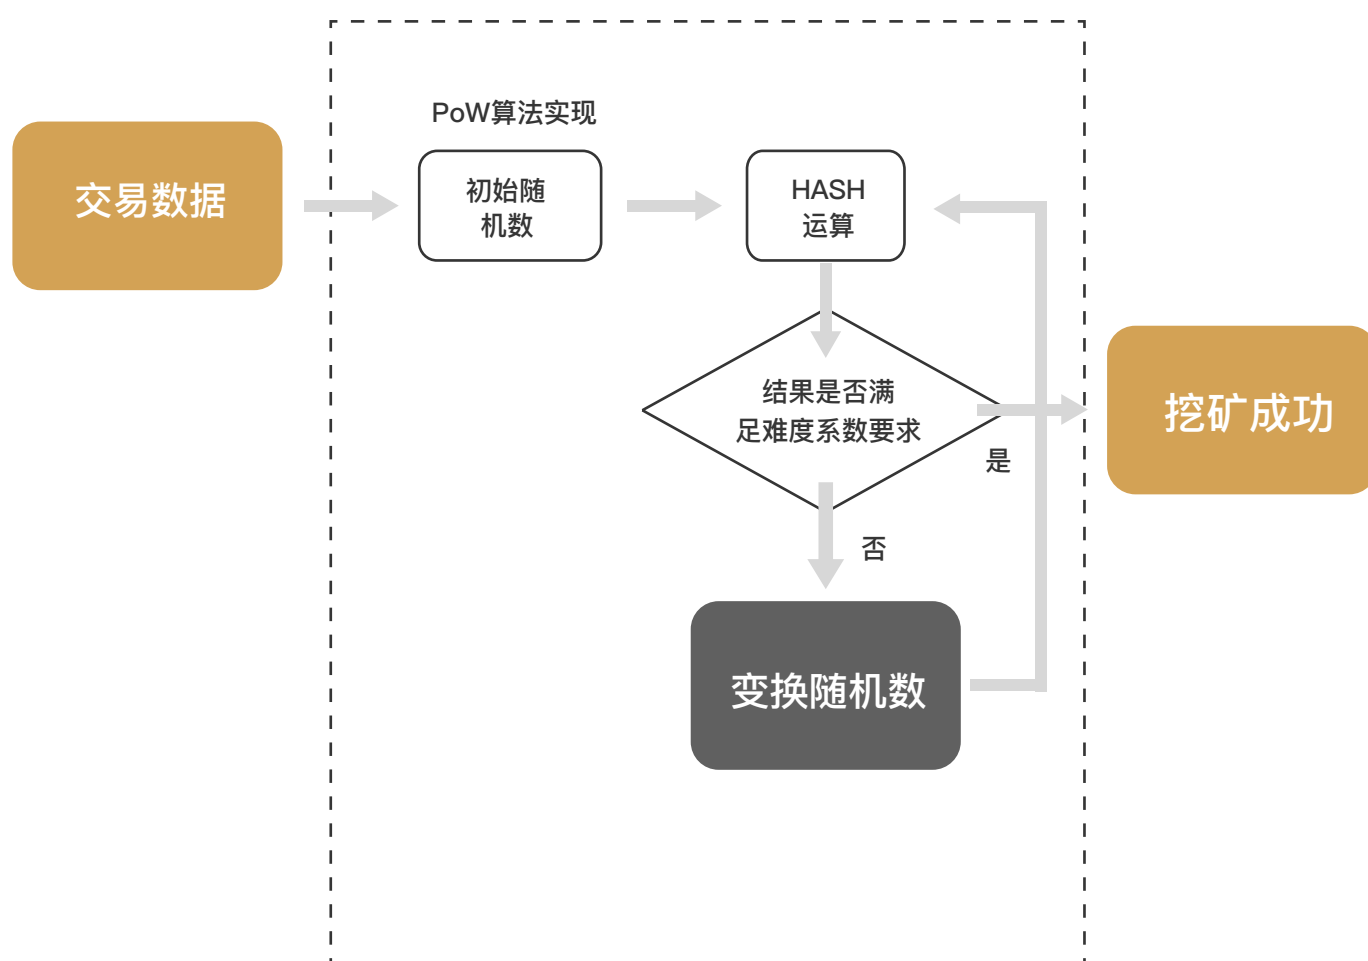 PoW算法实现
交易数据
初始随
机数
HASH
运算
结果是否满
足难度系数要求
是
挖矿成功
否
变换随机数